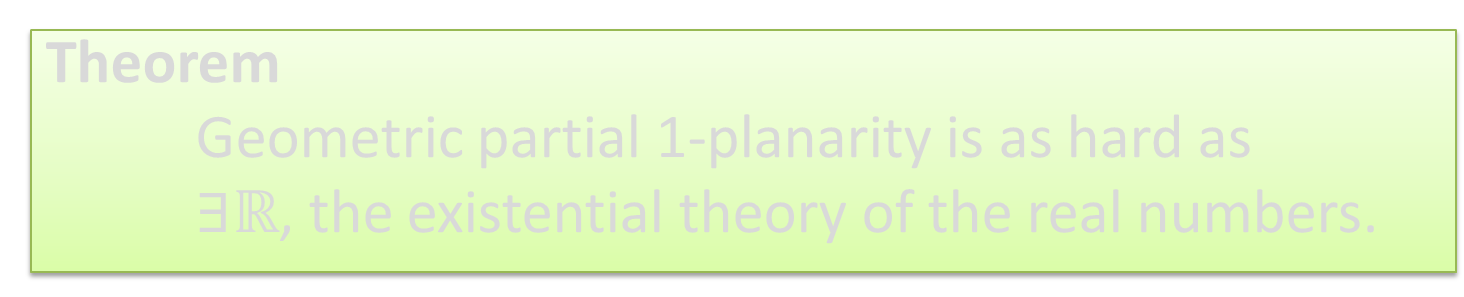 Theorem
Geometric partial 1-planarity is as hard as
∃ℝ, the existential theory of the real numbers.